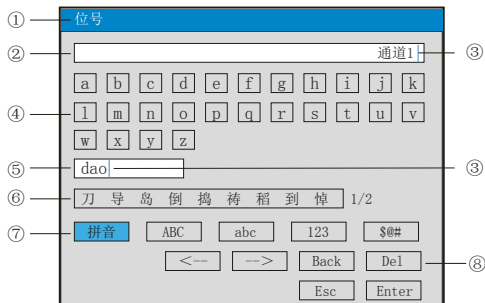 ① 位号
② 通道1 ③
a b c d e f g h i j k
④ l m n o p q r s t u v
w x y z
⑤ dao ③
⑥ 刀 导 岛 倒 捣 祷 稻 到 悼 1/2
⑦ 拼音 ABC abc 123 $@#
<-- --> Back Del ⑧
Esc Enter